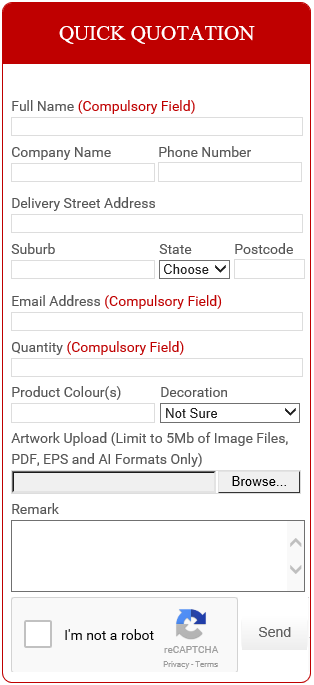 QUICK QUOTATION
Full Name (Compulsory Field)
Company Name Phone Number
Delivery Street Address
Suburb State Postcode
Choose
Email Address (Compulsory Field)
Quantity (Compulsory Field)
Product Colour(s) Decoration
Not Sure
Artwork Upload (Limit to 5Mb of Image Files,
PDF, EPS and AI Formats Only)
Browse...
Remark
I'm not a robot
reCAPTCHA
Privacy - Terms
Send